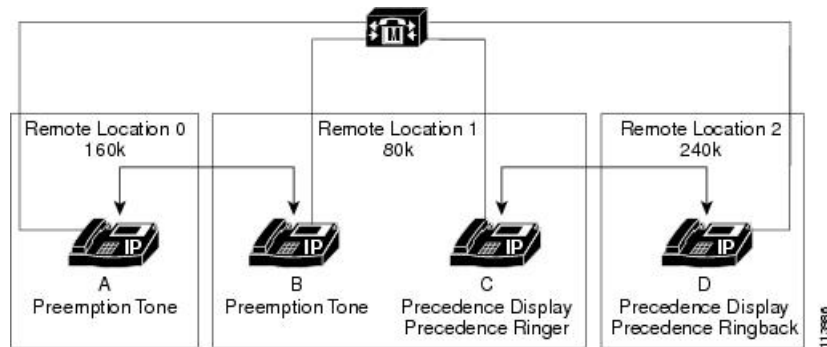 M
Remote Location 0
160k
Remote Location 1
80k
Remote Location 2
240k
IP
IP
IP
IP
A
Preemption Tone
B
Preemption Tone
C
Precedence Display
Precedence Ringer
D
Precedence Display
Precedence Ringback
113986